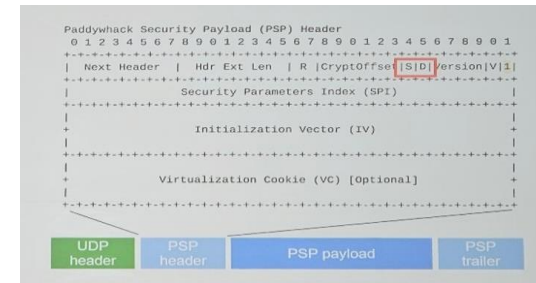 Paddywhack Security Payload (PSP) Header
0 1 2 3 4 5 6 7 8 9 0 1 2 3 4 5 6 7 8 9 0 1 2 3 4 5 6 7 8 9 0 1
+-+-+-+-+-+-+-+-+-+-+-+-+-+-+-+-+-+-+-+-+-+-+-+-+-+-+-+-+-+-+-+-+
| Next Header | Hdr Ext Len | R |CryptOffset|S|D|Version|V|1|
+-+-+-+-+-+-+-+-+-+-+-+-+-+-+-+-+-+-+-+-+-+-+-+-+-+-+-+-+-+-+-+-+
| Security Parameters Index (SPI) |
+-+-+-+-+-+-+-+-+-+-+-+-+-+-+-+-+-+-+-+-+-+-+-+-+-+-+-+-+-+-+-+-+
| |
+ Initialization Vector (IV) +
| |
+-+-+-+-+-+-+-+-+-+-+-+-+-+-+-+-+-+-+-+-+-+-+-+-+-+-+-+-+-+-+-+-+
| |
+ Virtualization Cookie (VC) [Optional] +
| |
+-+-+-+-+-+-+-+-+-+-+-+-+-+-+-+-+-+-+-+-+-+-+-+-+-+-+-+-+-+-+-+-+
UDP header
PSP header
PSP payload
PSP trailer